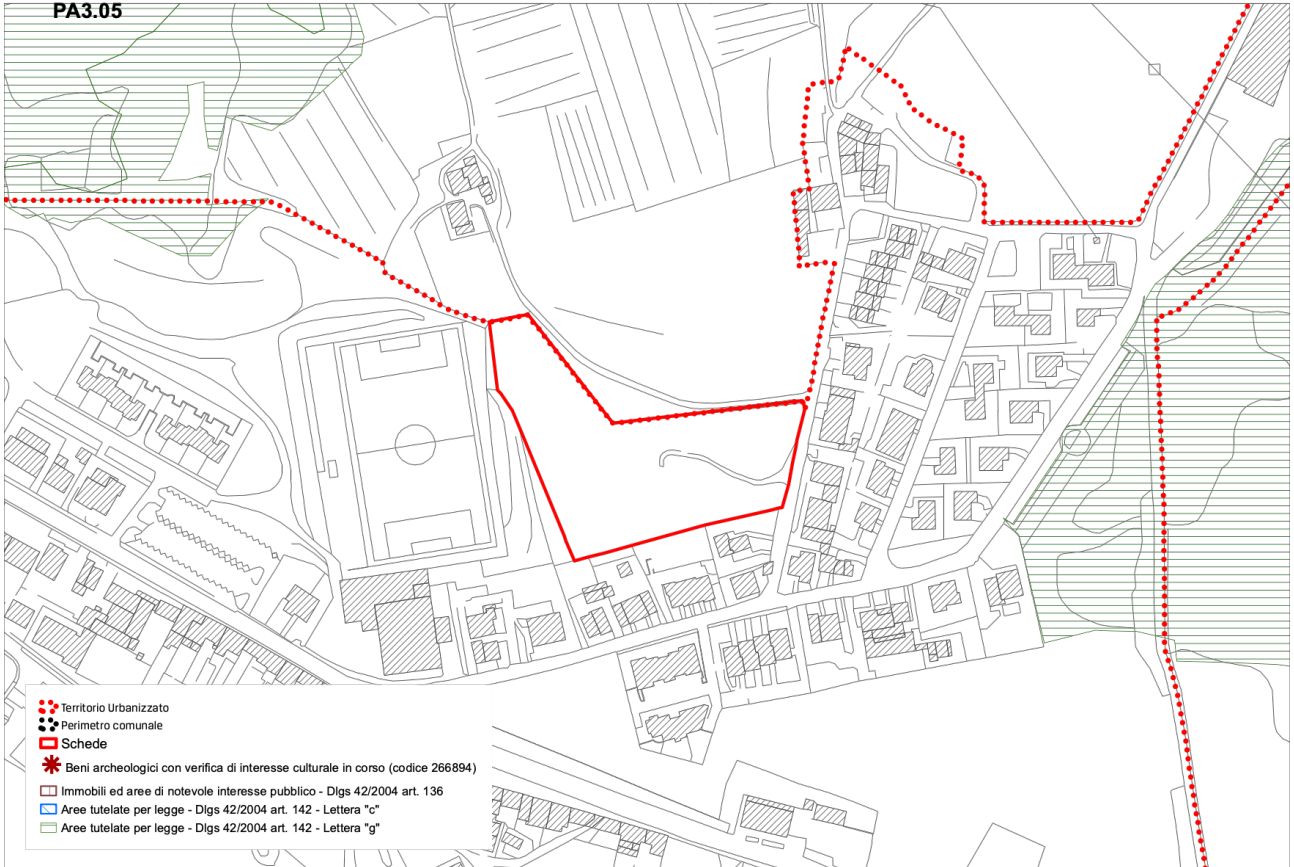 PA3.05
Territorio Urbanizzato
Perimetro comunale
Schede
Beni archeologici con verifica di interesse culturale in corso (codice 266894)
Immobili ed aree di notevole interesse pubblico - Dlgs 42/2004 art. 136
Aree tutelate per legge - Dlgs 42/2004 art. 142 - Lettera "c"
Aree tutelate per legge - Dlgs 42/2004 art. 142 - Lettera "g"